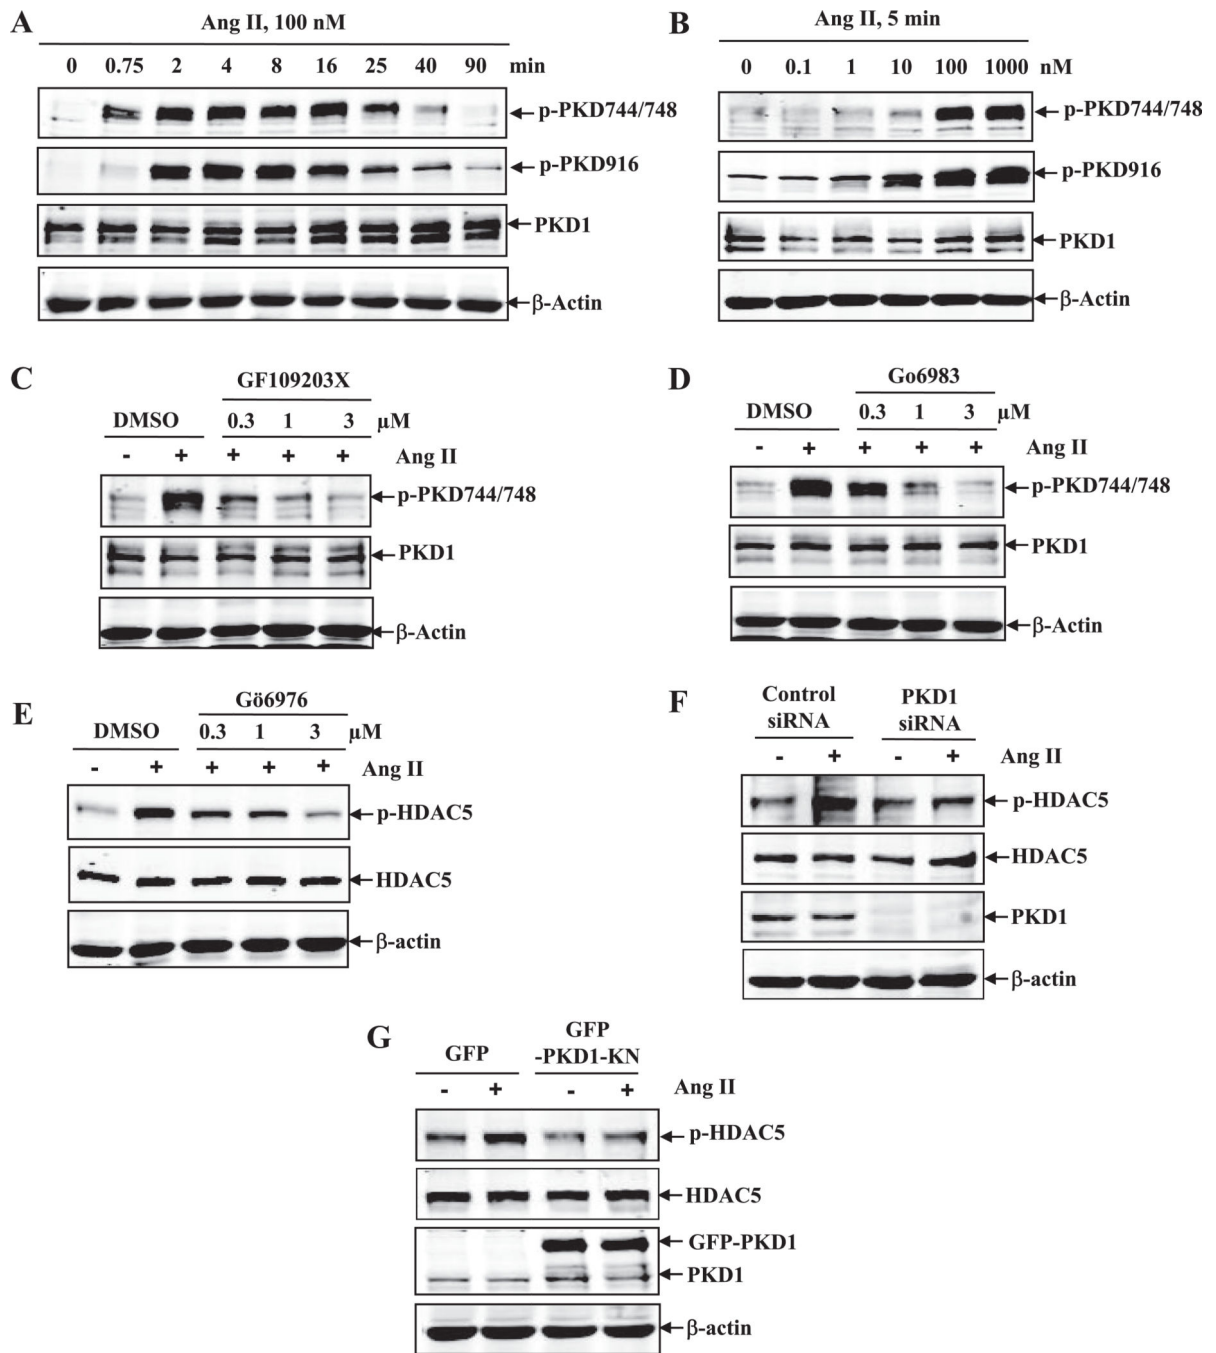 A
Ang II, 100 nM
0 0.75 2 4 8 16 25 40 90 min
p-PKD744/748
p-PKD916
PKD1
β-Actin
B
Ang II, 5 min
0 0.1 1 10 100 1000 nM
p-PKD744/748
p-PKD916
PKD1
β-Actin
C
GF109203X
DMSO 0.3 1 3 μM
- + + + + Ang II
p-PKD744/748
PKD1
β-Actin
D
Go6983
DMSO 0.3 1 3 μM
- + + + + Ang II
p-PKD744/748
PKD1
β-Actin
E
Gö6976
DMSO 0.3 1 3 μM
- + + + + Ang II
p-HDAC5
HDAC5
β-actin
F
Control PKD1
siRNA siRNA
- + - + Ang II
p-HDAC5
HDAC5
PKD1
β-actin
G
GFP
GFP -PKD1-KN
- + - + Ang II
p-HDAC5
HDAC5
GFP-PKD1
PKD1
β-actin